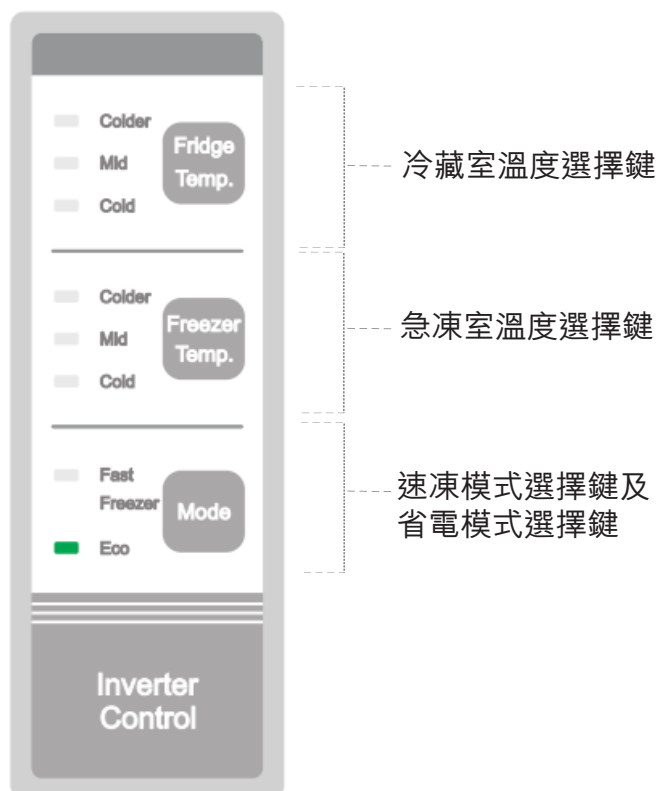 Colder
Mid
Cold
Fridge
Temp.
冷藏室溫度選擇鍵
Colder
Mid
Cold
Freezer
Temp.
急凍室溫度選擇鍵
Fast
Freezer
Eco
Mode
速凍模式選擇鍵及
省電模式選擇鍵
Inverter
Control